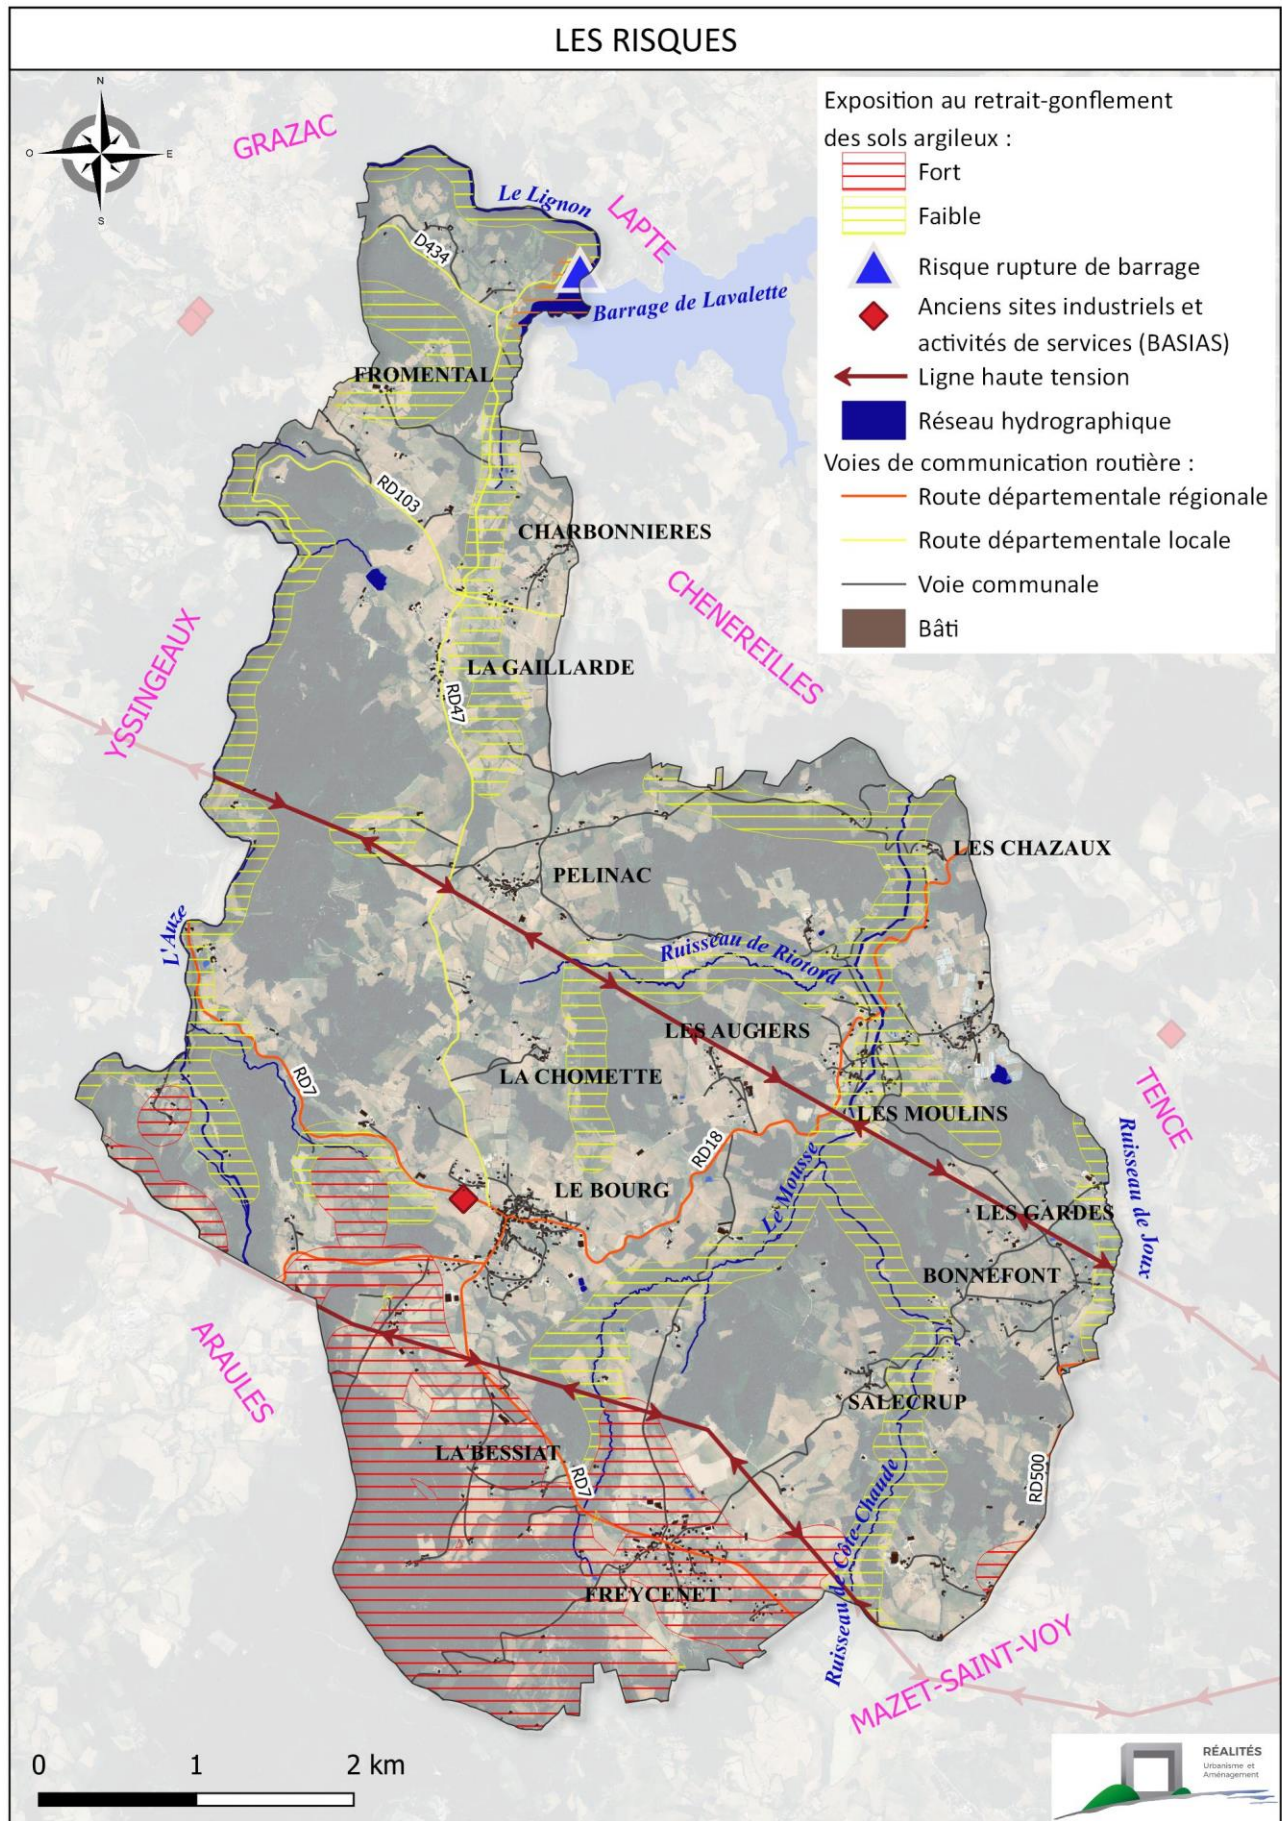 LES RISQUES
N
O
E
S
Exposition au retrait-gonflement
des sols argileux :
Fort
Faible
Risque rupture de barrage
Anciens sites industriels et
activités de services (BASIAS)
Ligne haute tension
Réseau hydrographique
Voies de communication routière :
Route départementale régionale
Route départementale locale
Voie communale
Bâti
GRAZAC
Le Lignon
LAPTE
D434
Barrage de Lavalette
FROMENTAL
RD103
CHARBONNIERES
CHENEREILLES
YSSINGEAUX
LA GAILLARDE
RD47
LES CHAZAUX
PELINAC
L'Auze
Ruisseau de Riotord
LES AUGIERS
LA CHOMETTE
RD7
TENCE
LES MOULINS
Ruisseau de Joux
RD18
Le Mousse
LE BOURG
LES GARDES
BONNEFONT
ARAULES
SALECRUP
LA BESSIAT
RD7
RD500
Ruisseau de Côte-Chaude
FREYCENET
MAZET-SAINT-VOY
0 1 2 km
RÉALITÉS
Urbanisme et
Aménagement